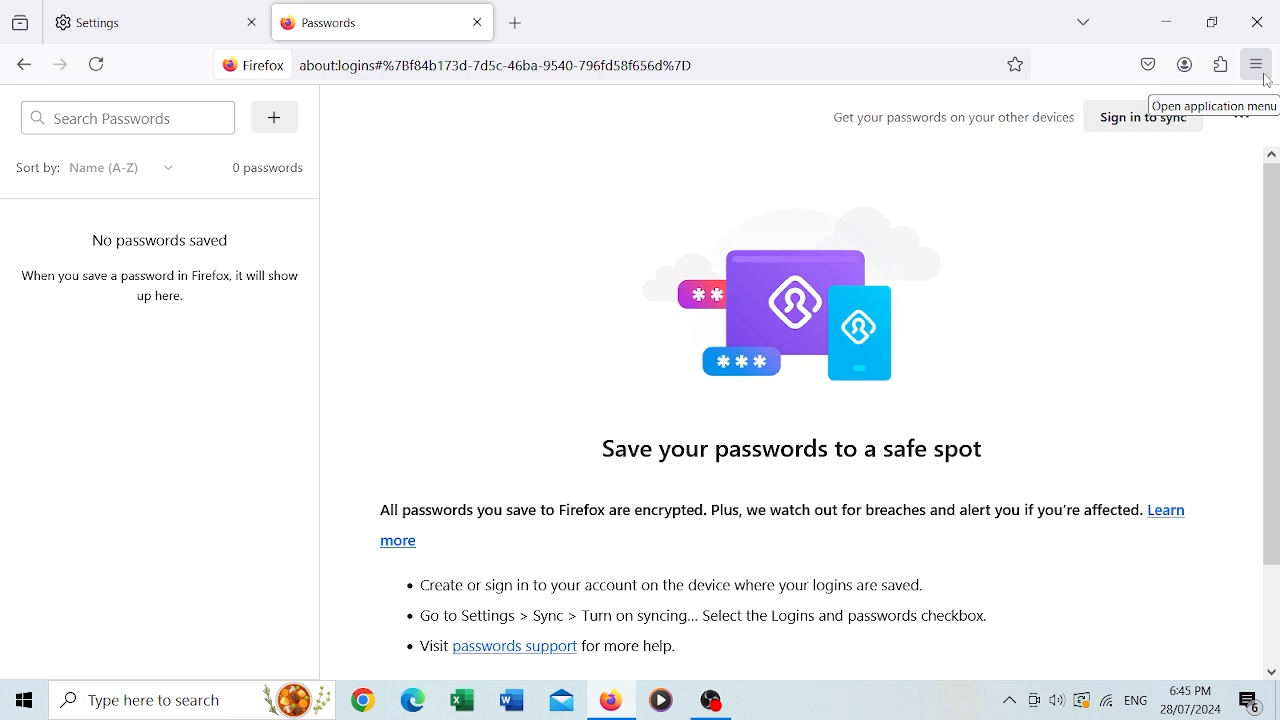 Settings
Passwords
Firefox
about:logins#%7Bf84b173d-7d5c-46ba-9540-796fd58f656d%7D
Open application menu
Search Passwords
Get your passwords on your other devices
Sign in to sync
Sort by: Name (A-Z)
0 passwords
No passwords saved
When you save a password in Firefox, it will show
up here.
Save your passwords to a safe spot
All passwords you save to Firefox are encrypted. Plus, we watch out for breaches and alert you if you're affected. Learn
more
• Create or sign in to your account on the device where your logins are saved.
• Go to Settings > Sync > Turn on syncing... Select the Logins and passwords checkbox.
• Visit passwords support for more help.
Type here to search
ENG
6:45 PM
28/07/2024
6